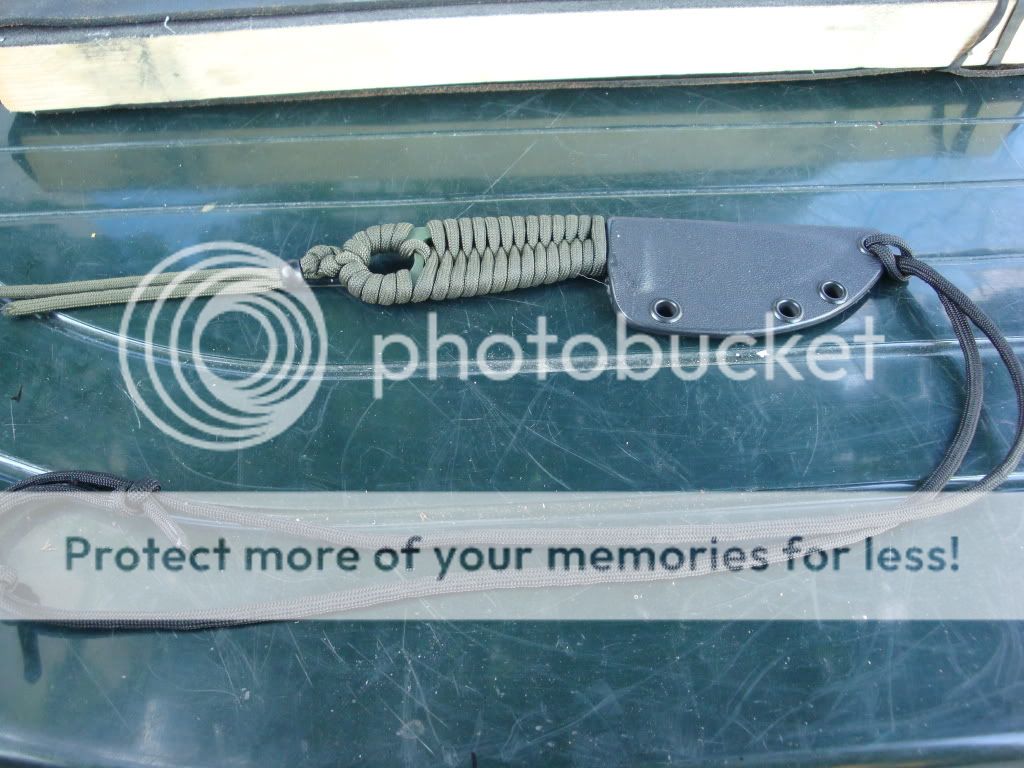 photobucket
Protect more of your memories for less!